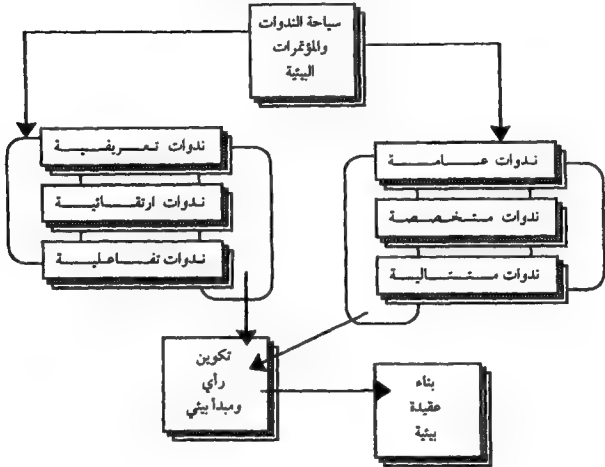 سياحة الندوات
والمؤتمرات
البيئية
ندوات عامة
ندوات متخصصة
ندوات متتالية
ندوات تعريفية
ندوات ارتقائية
ندوات تفاعلية
تكوين
رأي
ومبدأ بيئي
بناء
عقيدة
بيئية